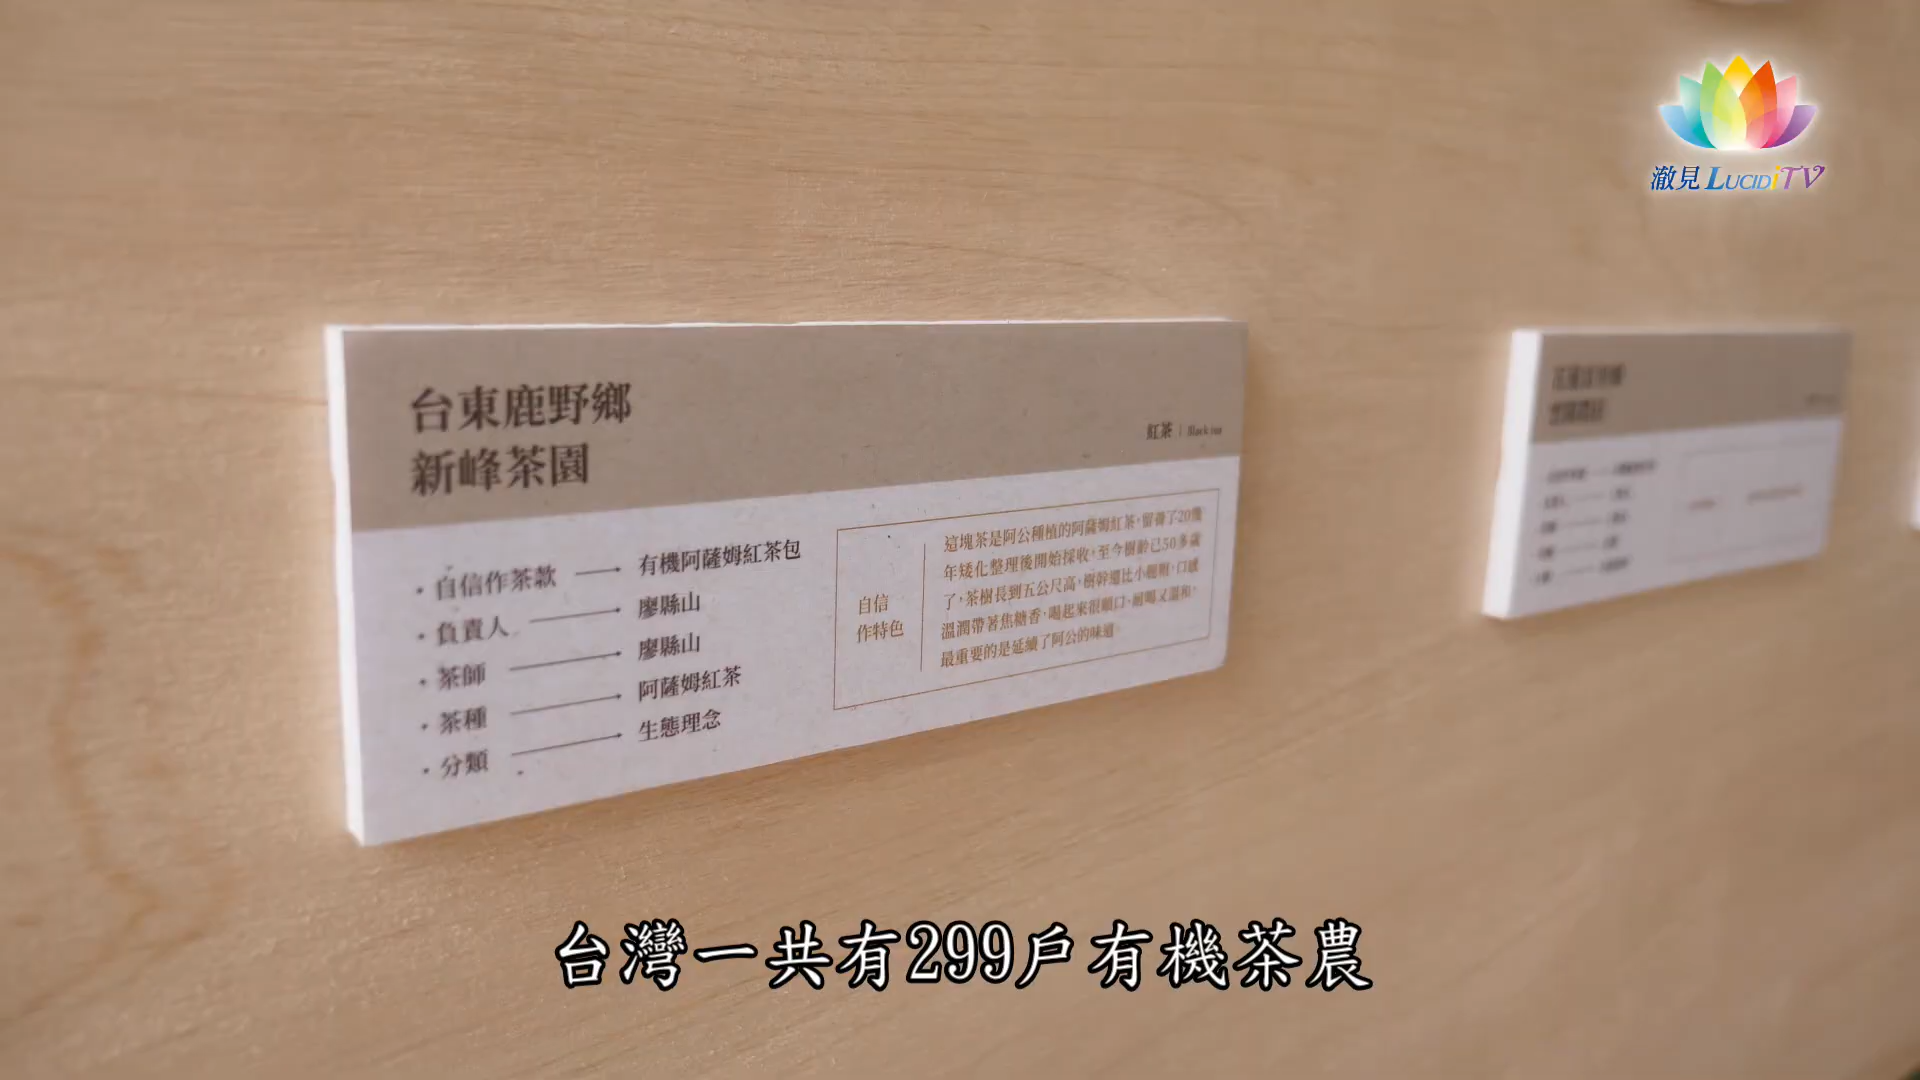 澈見 LUCIDiTV
台東鹿野鄉
新峰茶園
紅茶 | Black tea
・自信作茶款 → 有機阿薩姆紅茶包
・負責人 → 廖縣山
・茶師 → 廖縣山
・茶種 → 阿薩姆紅茶
・分類 → 生態理念
自信
作特色
這塊茶是阿公種植的阿薩姆紅茶，留養了20幾
年矮化整理後開始採收，至今樹齡已50多歲
了，茶樹長到五公尺高，樹幹還比小腿粗，口感
溫潤帶著焦糖香，喝起來很順口、細喝又溫和，
最重要的是延續了阿公的味道。
台灣一共有299戶有機茶農